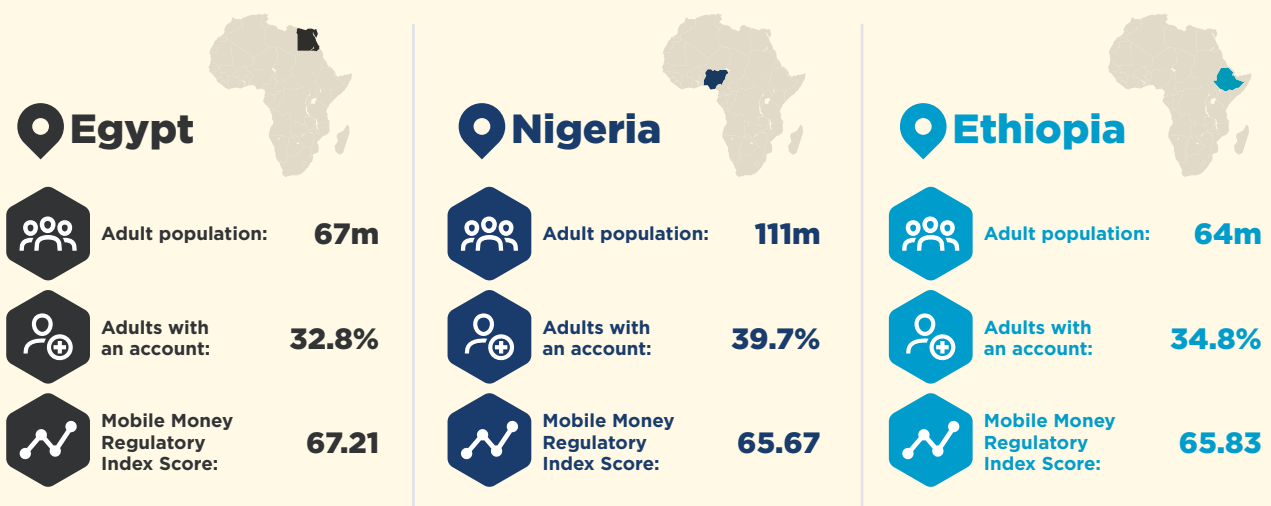 Egypt
Adult population: 67m
Adults with
an account: 32.8%
Mobile Money
Regulatory
Index Score: 67.21
Nigeria
Adult population: 111m
Adults with
an account: 39.7%
Mobile Money
Regulatory
Index Score: 65.67
Ethiopia
Adult population: 64m
Adults with
an account: 34.8%
Mobile Money
Regulatory
Index Score: 65.83